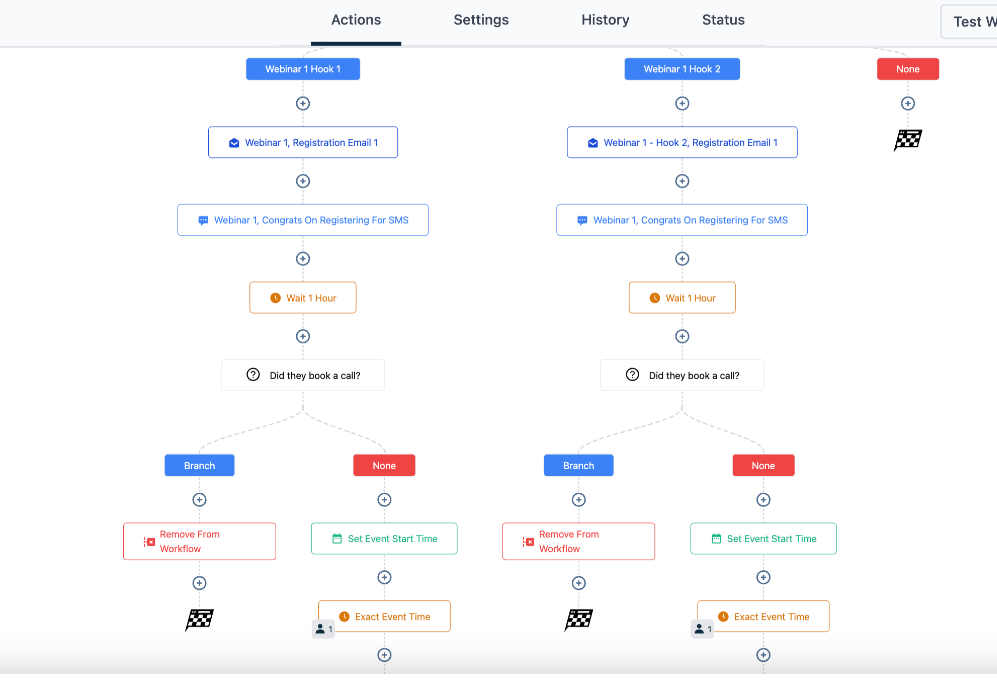 Actions
Settings
History
Status
Test W
Webinar 1 Hook 1
Webinar 1 Hook 2
None
Webinar 1, Registration Email 1
Webinar 1 - Hook 2, Registration Email 1
Webinar 1, Congrats On Registering For SMS
Webinar 1, Congrats On Registering For SMS
Wait 1 Hour
Wait 1 Hour
Did they book a call?
Did they book a call?
Branch
None
Branch
None
Remove From
Workflow
Set Event Start Time
Remove From
Workflow
Set Event Start Time
Exact Event Time
1
Exact Event Time
1